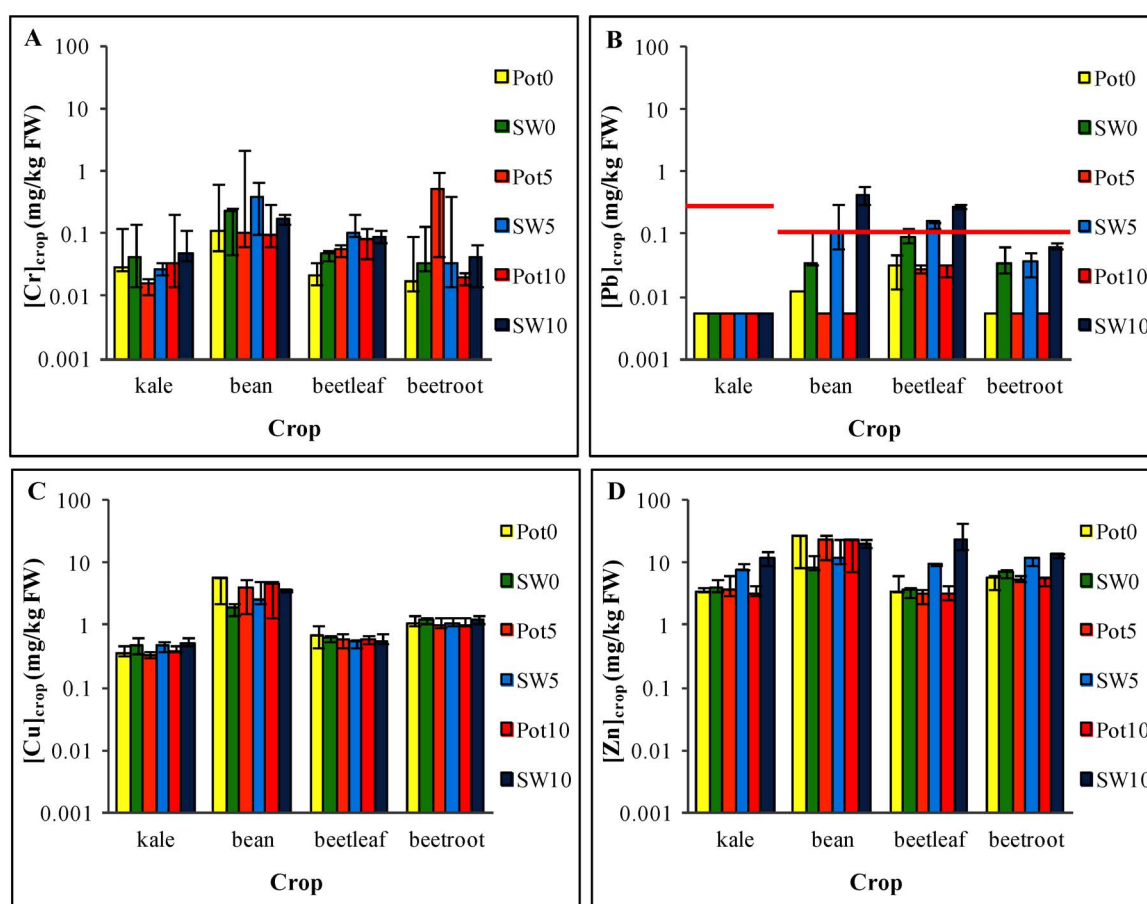 A
[Cr]crop (mg/kg FW)
100
10
1
0.1
0.01
0.001
kale bean beetleaf beetroot
Crop
Pot0
SW0
Pot5
SW5
Pot10
SW10
B
[Pb]crop (mg/kg FW)
100
10
1
0.1
0.01
0.001
kale bean beetleaf beetroot
Crop
Pot0
SW0
Pot5
SW5
Pot10
SW10
C
[Cu]crop (mg/kg FW)
100
10
1
0.1
0.01
0.001
kale bean beetleaf beetroot
Crop
Pot0
SW0
Pot5
SW5
Pot10
SW10
D
[Zn]crop (mg/kg FW)
100
10
1
0.1
0.01
0.001
kale bean beetleaf beetroot
Crop
Pot0
SW0
Pot5
SW5
Pot10
SW10